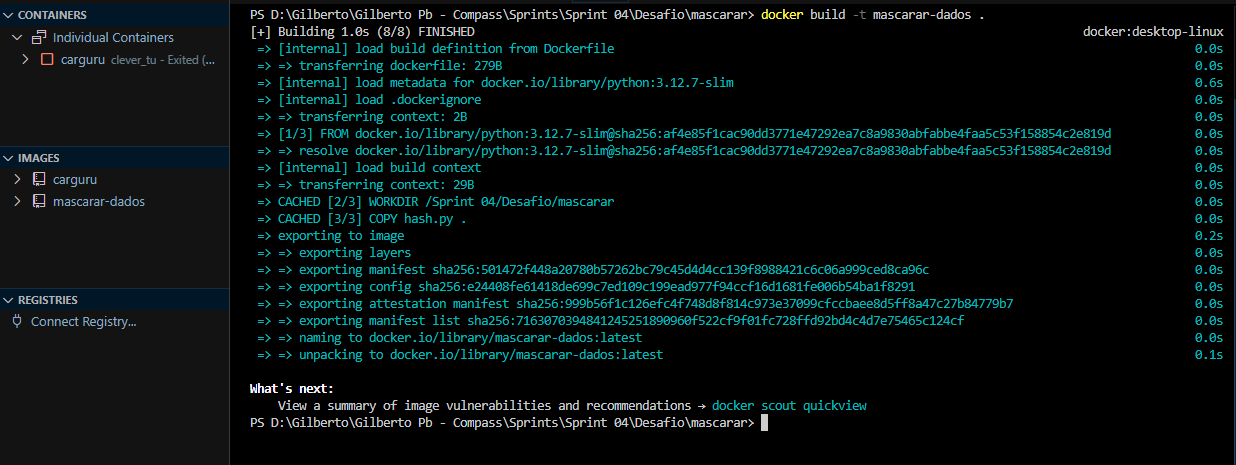 CONTAINERS
Individual Containers
carguru clever_tu - Exited (...
IMAGES
carguru
mascarar-dados
REGISTRIES
Connect Registry...
PS D:\Gilberto\Gilberto Pb - Compass\Sprints\Sprint 04\Desafio\mascarar> docker build -t mascarar-dados .
[+] Building 1.0s (8/8) FINISHED docker:desktop-linux
=> [internal] load build definition from Dockerfile 0.0s
=> => transferring dockerfile: 279B 0.0s
=> [internal] load metadata for docker.io/library/python:3.12.7-slim 0.6s
=> [internal] load .dockerignore 0.0s
=> => transferring context: 2B 0.0s
=> [1/3] FROM docker.io/library/python:3.12.7-slim@sha256:af4e85f1cac90dd3771e47292ea7c8a9830abfabbe4faa5c53f158854c2e819d 0.0s
=> => resolve docker.io/library/python:3.12.7-slim@sha256:af4e85f1cac90dd3771e47292ea7c8a9830abfabbe4faa5c53f158854c2e819d 0.0s
=> [internal] load build context 0.0s
=> => transferring context: 29B 0.0s
=> CACHED [2/3] WORKDIR /Sprint 04/Desafio/mascarar 0.0s
=> CACHED [3/3] COPY hash.py . 0.0s
=> exporting to image 0.2s
=> => exporting layers 0.0s
=> => exporting manifest sha256:501472f448a20780b57262bc79c45d4d4cc139f8988421c6c06a999ced8ca96c 0.0s
=> => exporting config sha256:e24408fe61418de699c7ed109c199ead977f94ccf16d1681fe006b54ba1f8291 0.0s
=> => exporting attestation manifest sha256:999b56f1c126efc4f748d8f814c973e37099cfccbaee8d5ff8a47c27b84779b7 0.0s
=> => exporting manifest list sha256:7163070394841245251890960f522cf9f01fc728ffd92bd4c4d7e75465c124cf 0.0s
=> => naming to docker.io/library/mascarar-dados:latest 0.0s
=> => unpacking to docker.io/library/mascarar-dados:latest 0.1s
What's next:
View a summary of image vulnerabilities and recommendations → docker scout quickview
PS D:\Gilberto\Gilberto Pb - Compass\Sprints\Sprint 04\Desafio\mascarar>